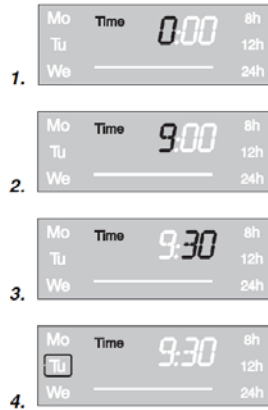 Mo Time 0:00 8h
Tu 12h
1. We 24h
Mo Time 9:00 8h
Tu 12h
2. We 24h
Mo Time 9:30 8h
Tu 12h
3. We 24h
Mo Time 9:30 8h
Tu 12h
4. We 24h